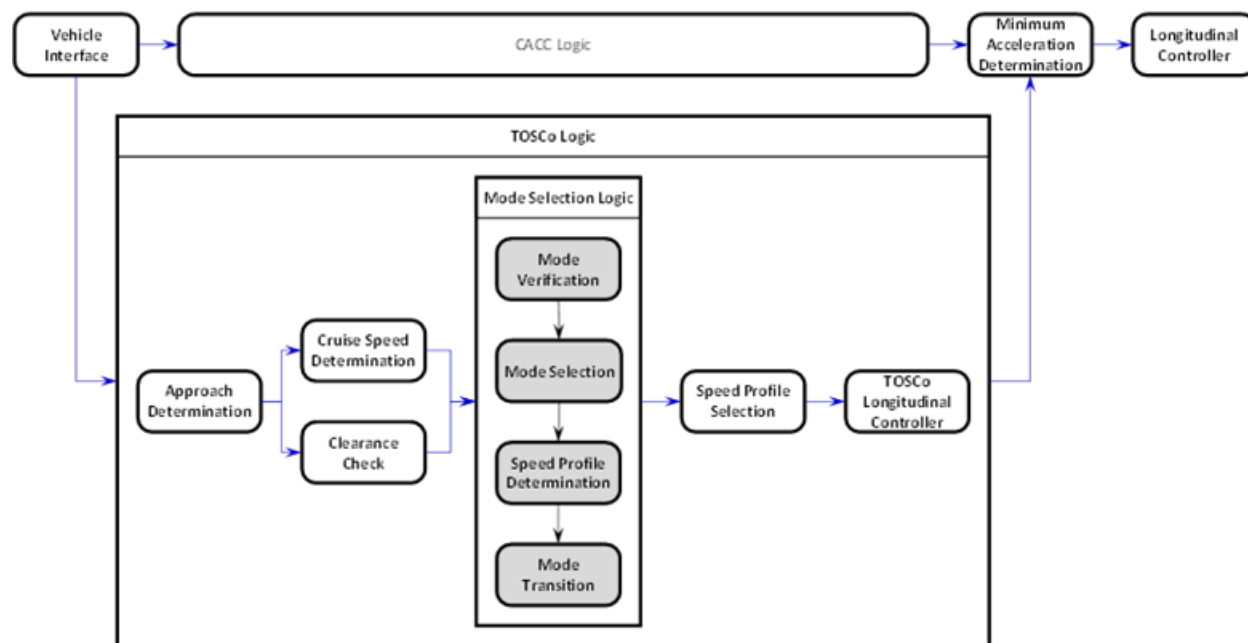 Vehicle
Interface
CACC Logic
Minimum
Acceleration
Determination
Longitudinal
Controller
TOSCo Logic
Mode Selection Logic
Mode
Verification
Cruise Speed
Determination
Mode Selection
Approach
Determination
Speed Profile
Selection
TOSCo
Longitudinal
Controller
Clearance
Check
Speed Profile
Determination
Mode
Transition